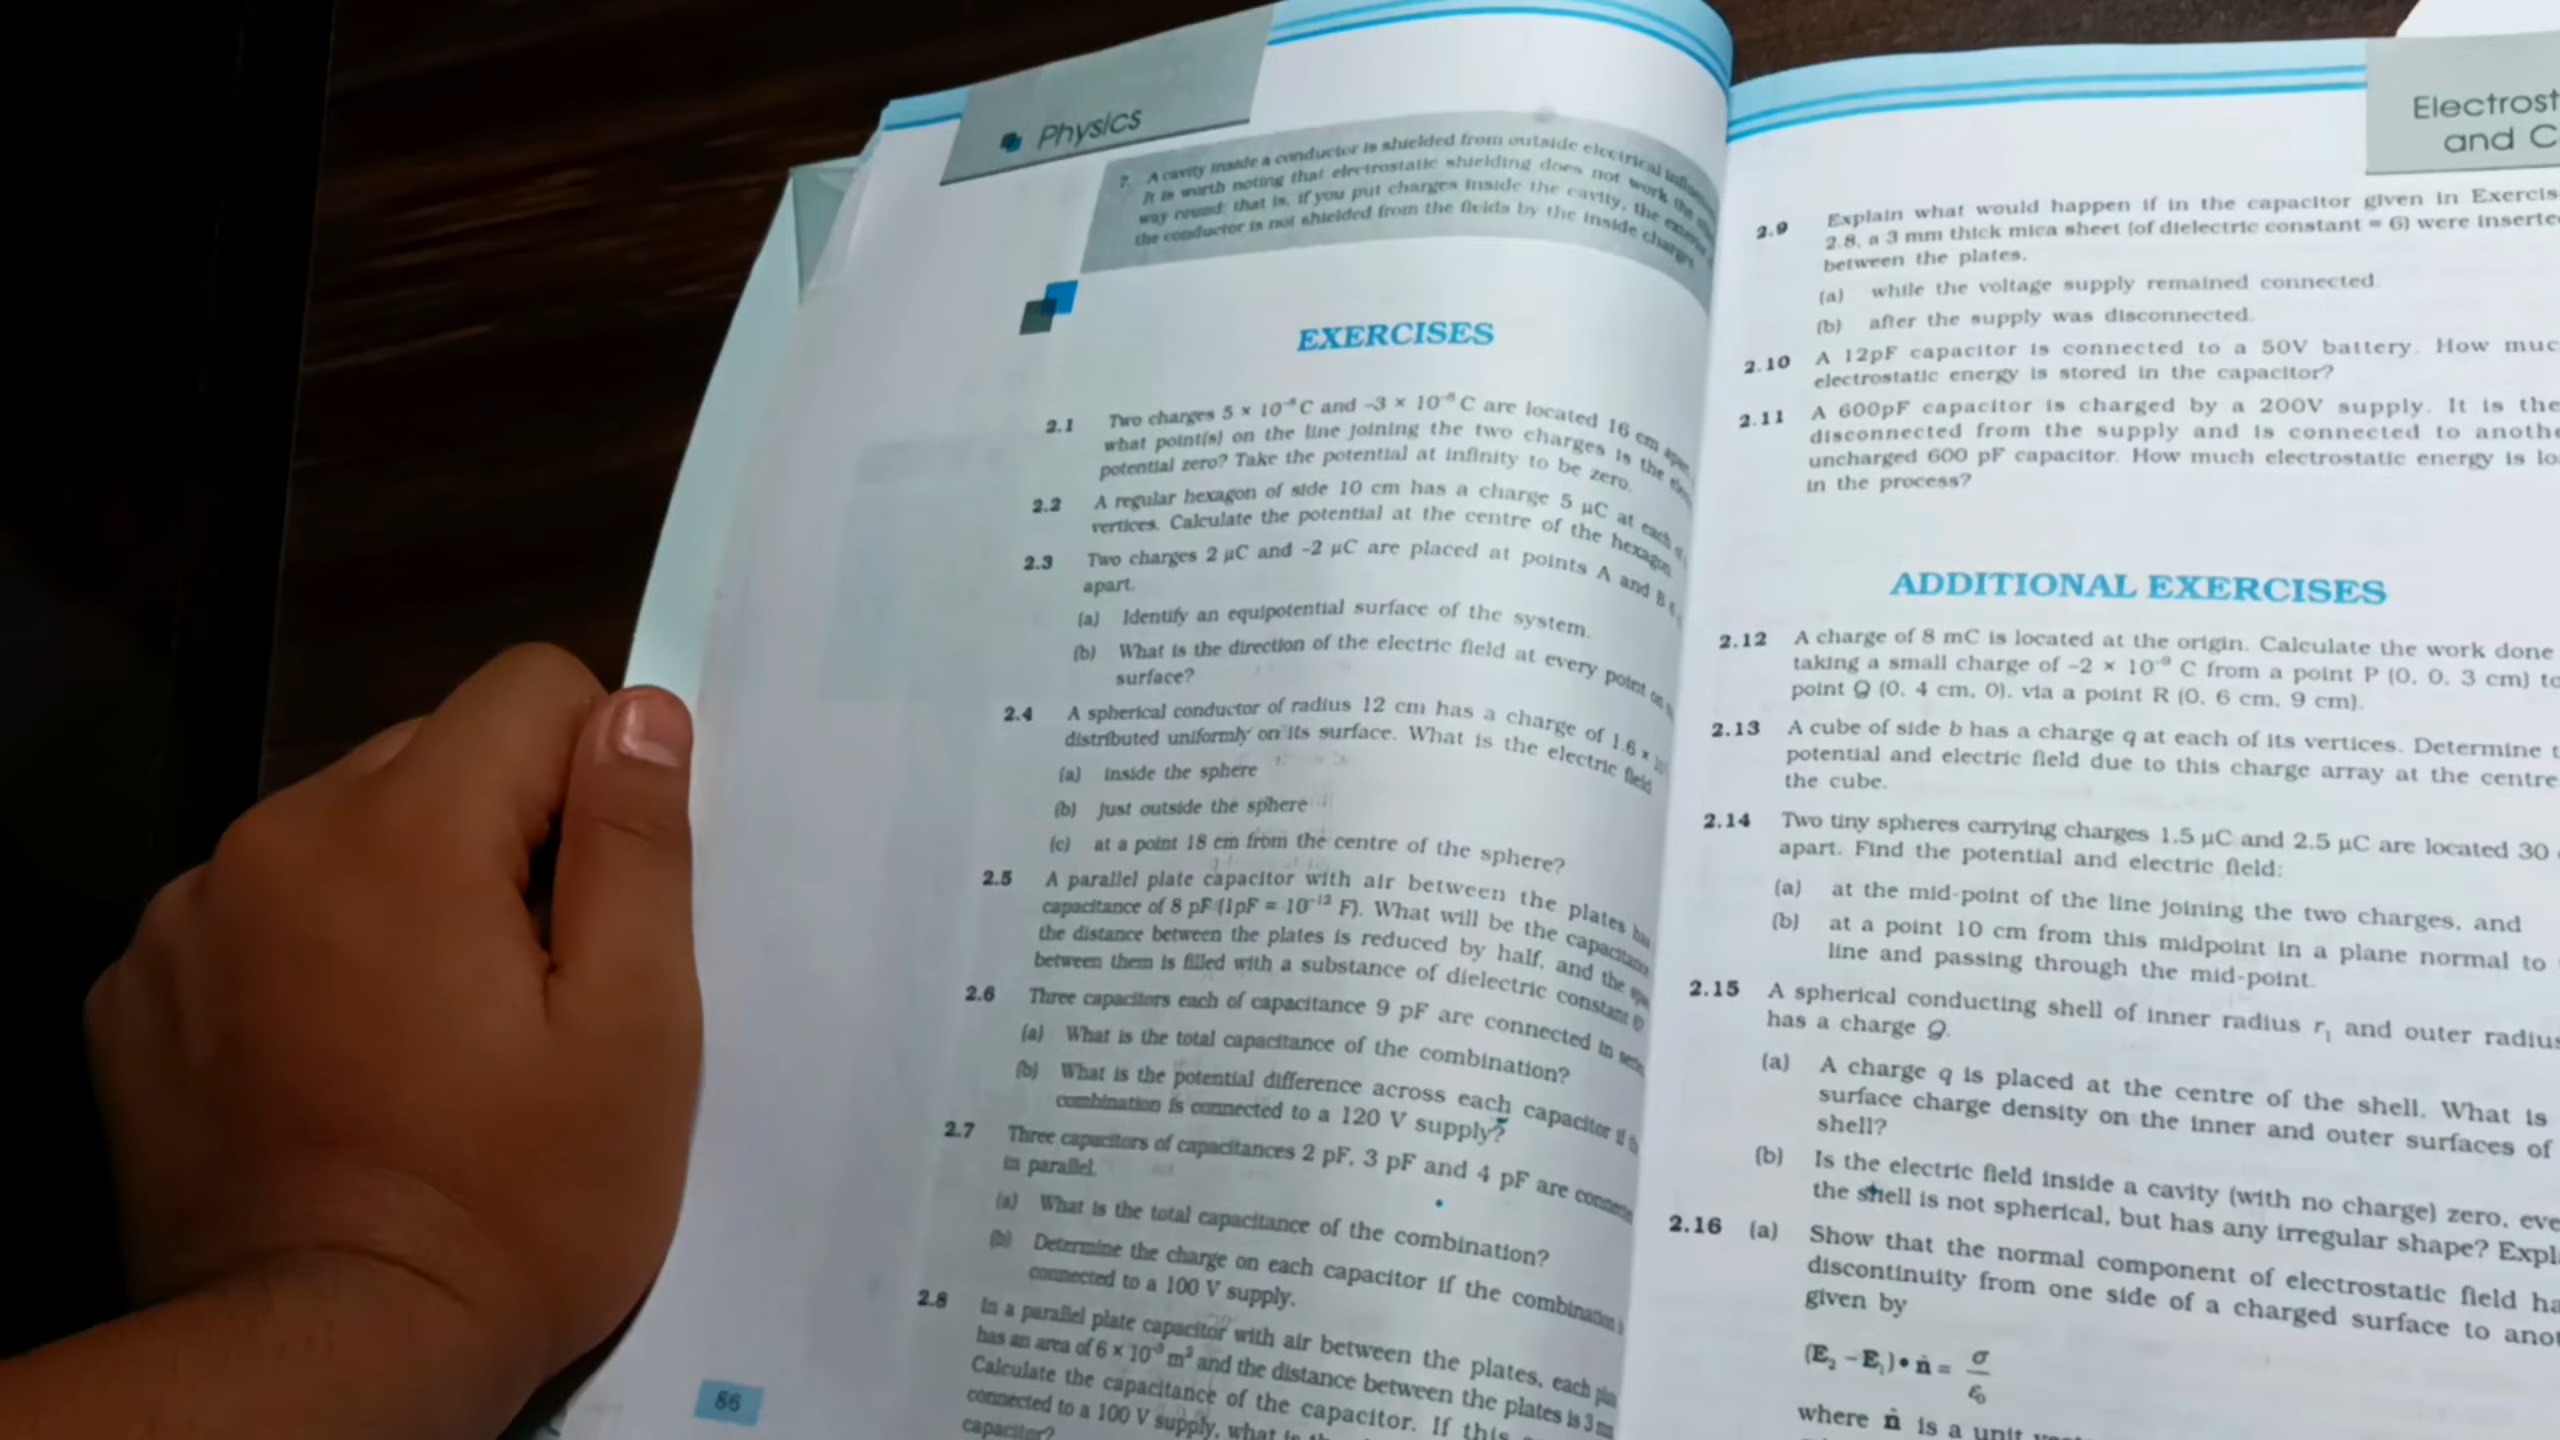 Physics
7. A cavity inside a conductor is shielded from outside electrical
It is worth noting that electrostatic shielding does not work the
way round; that is, if you put charges inside the cavity, the exterior
the conductor is not shielded from the fields by the inside charges.
EXERCISES
2.1 Two charges 5 × 10⁻⁸ C and –3 × 10⁻⁸ C are located 16 cm apart.
what point(s) on the line joining the two charges is the
potential zero? Take the potential at infinity to be zero.
2.2 A regular hexagon of side 10 cm has a charge 5 µC at each of
vertices. Calculate the potential at the centre of the hexagon.
2.3 Two charges 2 µC and –2 µC are placed at points A and B
apart.
(a) Identify an equipotential surface of the system.
(b) What is the direction of the electric field at every point on
surface?
2.4 A spherical conductor of radius 12 cm has a charge of 1.6 ×
distributed uniformly on its surface. What is the electric field
(a) inside the sphere
(b) just outside the sphere
(c) at a point 18 cm from the centre of the sphere?
2.5 A parallel plate capacitor with air between the plates has
capacitance of 8 pF (1pF = 10⁻¹² F). What will be the capacitance
the distance between the plates is reduced by half, and the
between them is filled with a substance of dielectric constant
2.6 Three capacitors each of capacitance 9 pF are connected in
(a) What is the total capacitance of the combination?
(b) What is the potential difference across each capacitor if
combination is connected to a 120 V supply?
2.7 Three capacitors of capacitances 2 pF, 3 pF and 4 pF are
in parallel.
(a) What is the total capacitance of the combination?
(b) Determine the charge on each capacitor if the combination
connected to a 100 V supply.
2.8 In a parallel plate capacitor with air between the plates, each
has an area of 6 × 10⁻³ m² and the distance between the plates is 3
Calculate the capacitance of the capacitor. If this
connected to a 100 V supply, what is
capacitor?
86
Electrost
and C
2.9 Explain what would happen if in the capacitor given in Exercis
2.8, a 3 mm thick mica sheet (of dielectric constant = 6) were inserte
between the plates,
(a) while the voltage supply remained connected.
(b) after the supply was disconnected.
2.10 A 12pF capacitor is connected to a 50V battery. How muc
electrostatic energy is stored in the capacitor?
2.11 A 600pF capacitor is charged by a 200V supply. It is the
disconnected from the supply and is connected to anothe
uncharged 600 pF capacitor. How much electrostatic energy is lo
in the process?
ADDITIONAL EXERCISES
2.12 A charge of 8 mC is located at the origin. Calculate the work done
taking a small charge of –2 × 10⁻⁹ C from a point P (0, 0, 3 cm) to
point Q (0, 4 cm, 0), via a point R (0, 6 cm, 9 cm).
2.13 A cube of side b has a charge q at each of its vertices. Determine t
potential and electric field due to this charge array at the centre
the cube.
2.14 Two tiny spheres carrying charges 1.5 µC and 2.5 µC are located 30
apart. Find the potential and electric field:
(a) at the mid-point of the line joining the two charges, and
(b) at a point 10 cm from this midpoint in a plane normal to
line and passing through the mid-point.
2.15 A spherical conducting shell of inner radius r₁ and outer radius
has a charge Q.
(a) A charge q is placed at the centre of the shell. What is
surface charge density on the inner and outer surfaces of
shell?
(b) Is the electric field inside a cavity (with no charge) zero, eve
the shell is not spherical, but has any irregular shape? Expl
2.16 (a) Show that the normal component of electrostatic field ha
discontinuity from one side of a charged surface to anot
given by
(E₂ – E₁)•n̂ = σ/ε₀
where n̂ is a unit